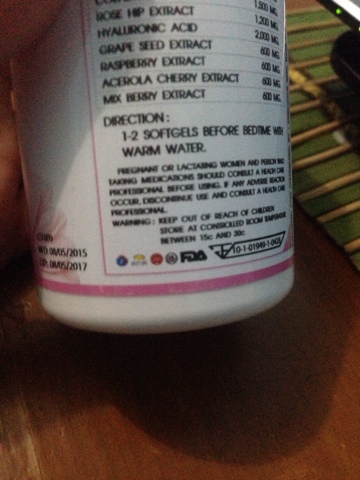 ROSE HIP EXTRACT 1,500 MG.
HYALURONIC ACID 1,200 MG.
GRAPE SEED EXTRACT 2,000 MG.
RASPBERRY EXTRACT 600 MG.
ACEROLA CHERRY EXTRACT 600 MG.
MIX BERRY EXTRACT 600 MG.
DIRECTION :
1-2 SOFTGELS BEFORE BEDTIME WITH
WARM WATER.
PREGNANT OR LACTATING WOMEN AND PERSON WHO
TAKING MEDICATIONS SHOULD CONSULT A HEALTH CARE
PROFESSIONAL BEFORE USING, IF ANY ADVERSE REACTION
OCCUR, DISCONTINUE USE AND CONSULT A HEALTH CARE
PROFESSIONAL.
WARNING : KEEP OUT OF REACH OF CHILDREN
STORE AT CONTROLLED ROOM TEMPERATURE
BETWEEN 15c AND 30c
FDA
08/05/2015
08/05/2017